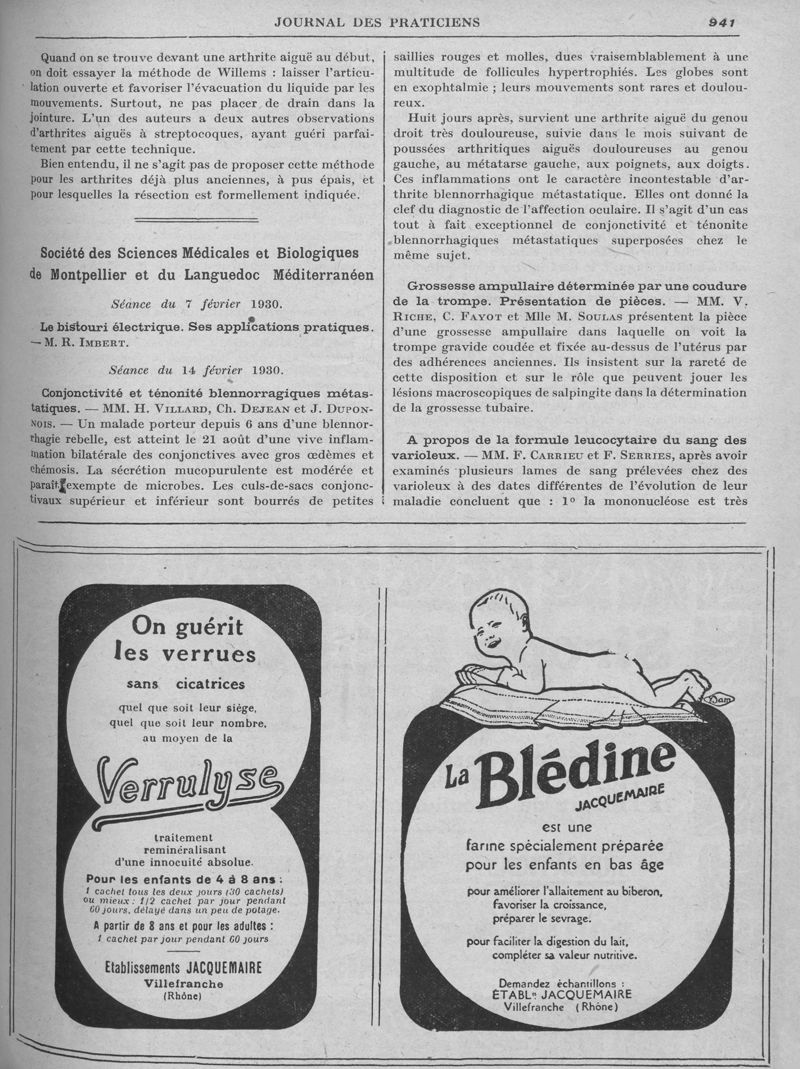 JOURNAL DES PRATICIENS
941
Quand on se trouve devant une arthrite aiguë au début,
on doit essayer la méthode de Willems : laisser l'articu-
lation ouverte et favoriser l'évacuation du liquide par les
mouvements. Surtout, ne pas placer de drain dans la
jointure. L'un des auteurs a deux autres observations
d'arthrites aiguës à streptocoques, ayant guéri parfai-
tement par cette technique.
Bien entendu, il ne s'agit pas de proposer cette méthode
pour les arthrites déjà plus anciennes, à pus épais, et
pour lesquelles la résection est formellement indiquée.
Société des Sciences Médicales et Biologiques
de Montpellier et du Languedoc Méditerranéen
Séance du 7 février 1930.
Le bistouri électrique. Ses applications pratiques.
— M. R. IMBERT.
Séance du 14 février 1930.
Conjonctivité et ténonité blennorragiques métas-
tatiques. — MM. H. VILLARD, Ch. DEJEAN et J. DUPON-
NOIS. — Un malade porteur depuis 6 ans d'une blennor-
rhagie rebelle, est atteint le 21 août d'une vive inflam-
mation bilatérale des conjonctives avec gros œdèmes et
chémosis. La sécrétion mucopurulente est modérée et
paraît exempte de microbes. Les culs-de-sacs conjonc-
tivaux supérieur et inférieur sont bourrés de petites
saillies rouges et molles, dues vraisemblablement à une
multitude de follicules hypertrophiés. Les globes sont
en exophtalmie ; leurs mouvements sont rares et doulou-
reux.
Huit jours après, survient une arthrite aiguë du genou
droit très douloureuse, suivie dans le mois suivant de
poussées arthritiques aiguës douloureuses au genou
gauche, au métatarse gauche, aux poignets, aux doigts.
Ces inflammations ont le caractère incontestable d'ar-
thrite blennorrhagique métastatique. Elles ont donné la
clef du diagnostic de l'affection oculaire. Il s'agit d'un cas
tout à fait exceptionnel de conjonctivité et ténonite
blennorrhagiques métastatiques superposées chez le
même sujet.
Grossesse ampullaire déterminée par une coudure
de la trompe. Présentation de pièces. — MM. V.
RICHE, C. FAYOT et Mlle M. SOULAS présentent la pièce
d'une grossesse ampullaire dans laquelle on voit la
trompe gravide coudée et fixée au-dessus de l'utérus par
des adhérences anciennes. Ils insistent sur la rareté de
cette disposition et sur le rôle que peuvent jouer les
lésions macroscopiques de salpingite dans la détermination
de la grossesse tubaire.
A propos de la formule leucocytaire du sang des
varioleux. — MM. F. CARRIEU et F. SERRIES, après avoir
examinés plusieurs lames de sang prélevées chez des
varioleux à des dates différentes de l'évolution de leur
maladie concluent que : 1º la mononucléose est très
On guérit
les verrues
sans cicatrices
quel que soit leur siège,
quel que soit leur nombre,
au moyen de la
Verrulyse
traitement
reminéralisant
d'une innocuité absolue.
Pour les enfants de 4 à 8 ans :
1 cachet tous les deux jours (30 cachets)
ou mieux : 1/2 cachet par jour pendant
60 jours, délayé dans un peu de potage.
A partir de 8 ans et pour les adultes :
1 cachet par jour pendant 60 jours
Etablissements JACQUEMAIRE
Villefranche
(Rhône)
Dam
La Blédine
JACQUEMAIRE
est une
farine spécialement préparée
pour les enfants en bas âge
pour améliorer l'allaitement au biberon,
favoriser la croissance,
préparer le sevrage.
pour faciliter la digestion du lait,
compléter sa valeur nutritive.
Demandez échantillons :
ÉTABLts JACQUEMAIRE
Villefranche (Rhône)